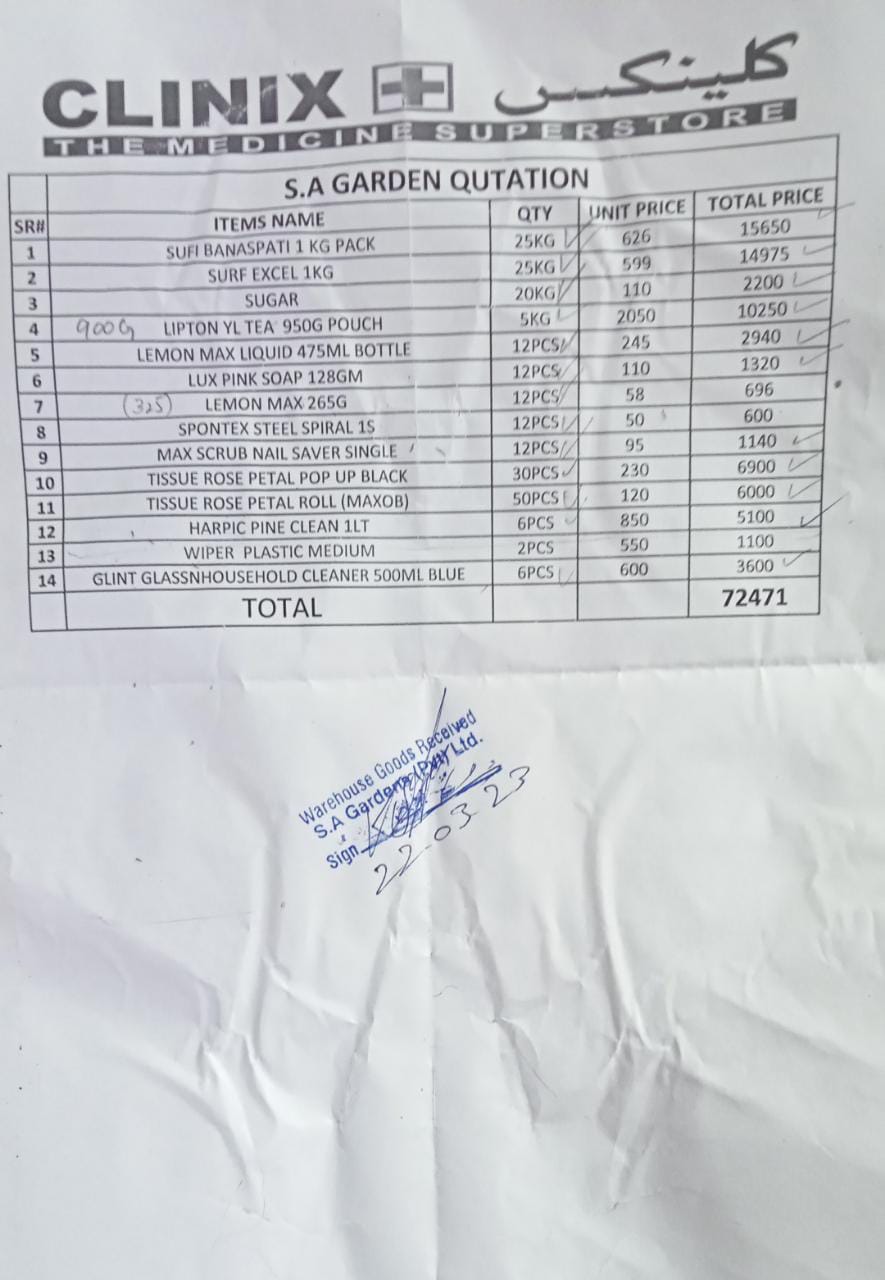 CLINIX کلینکس
THE MEDICINE SUPERSTORE
S.A GARDEN QUTATION
SR# ITEMS NAME QTY UNIT PRICE TOTAL PRICE
1 SUFI BANASPATI 1 KG PACK 25KG 626 15650
2 SURF EXCEL 1KG 25KG 599 14975
3 SUGAR 20KG 110 2200
4 900G LIPTON YL TEA 950G POUCH 5KG 2050 10250
5 LEMON MAX LIQUID 475ML BOTTLE 12PCS 245 2940
6 LUX PINK SOAP 128GM 12PCS 110 1320
7 (325) LEMON MAX 265G 12PCS 58 696
8 SPONTEX STEEL SPIRAL 1S 12PCS 50 600
9 MAX SCRUB NAIL SAVER SINGLE 12PCS 95 1140
10 TISSUE ROSE PETAL POP UP BLACK 30PCS 230 6900
11 TISSUE ROSE PETAL ROLL (MAXOB) 50PCS 120 6000
12 HARPIC PINE CLEAN 1LT 6PCS 850 5100
13 WIPER PLASTIC MEDIUM 2PCS 550 1100
14 GLINT GLASSNHOUSEHOLD CLEANER 500ML BLUE 6PCS 600 3600
TOTAL 72471
Warehouse Goods Received
S.A Gardens (Pvt) Ltd.
Sign
22-03-23